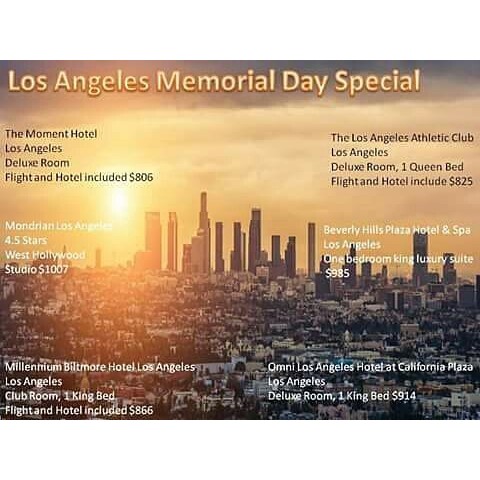 Los Angeles Memorial Day Special
The Moment Hotel
Los Angeles
Deluxe Room
Flight and Hotel included $806
The Los Angeles Athletic Club
Los Angeles
Deluxe Room, 1 Queen Bed
Flight and Hotel include $825
Mondrian Los Angeles
4.5 Stars
West Hollywood
Studio $1007
Beverly Hills Plaza Hotel & Spa
Los Angeles
One bedroom king luxury suite
$985
Millennium Biltmore Hotel Los Angeles
Los Angeles
Club Room, 1 King Bed
Flight and Hotel included $866
Omni Los Angeles Hotel at California Plaza
Los Angeles
Deluxe Room, 1 King Bed $914